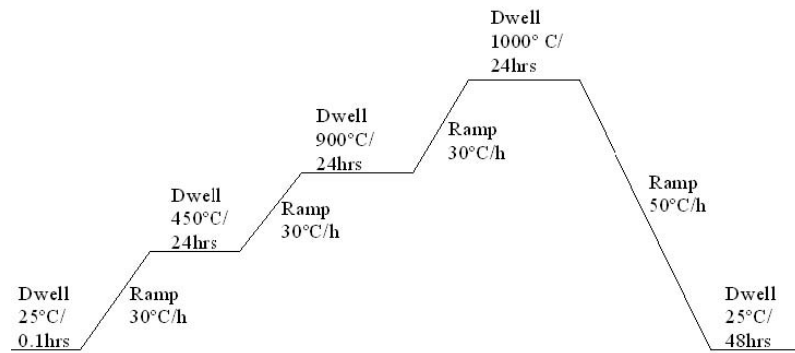 Dwell
25°C/
0.1hrs
Ramp
30°C/h
Dwell
450°C/
24hrs
Ramp
30°C/h
Dwell
900°C/
24hrs
Ramp
30°C/h
Dwell
1000° C/
24hrs
Ramp
50°C/h
Dwell
25°C/
48hrs